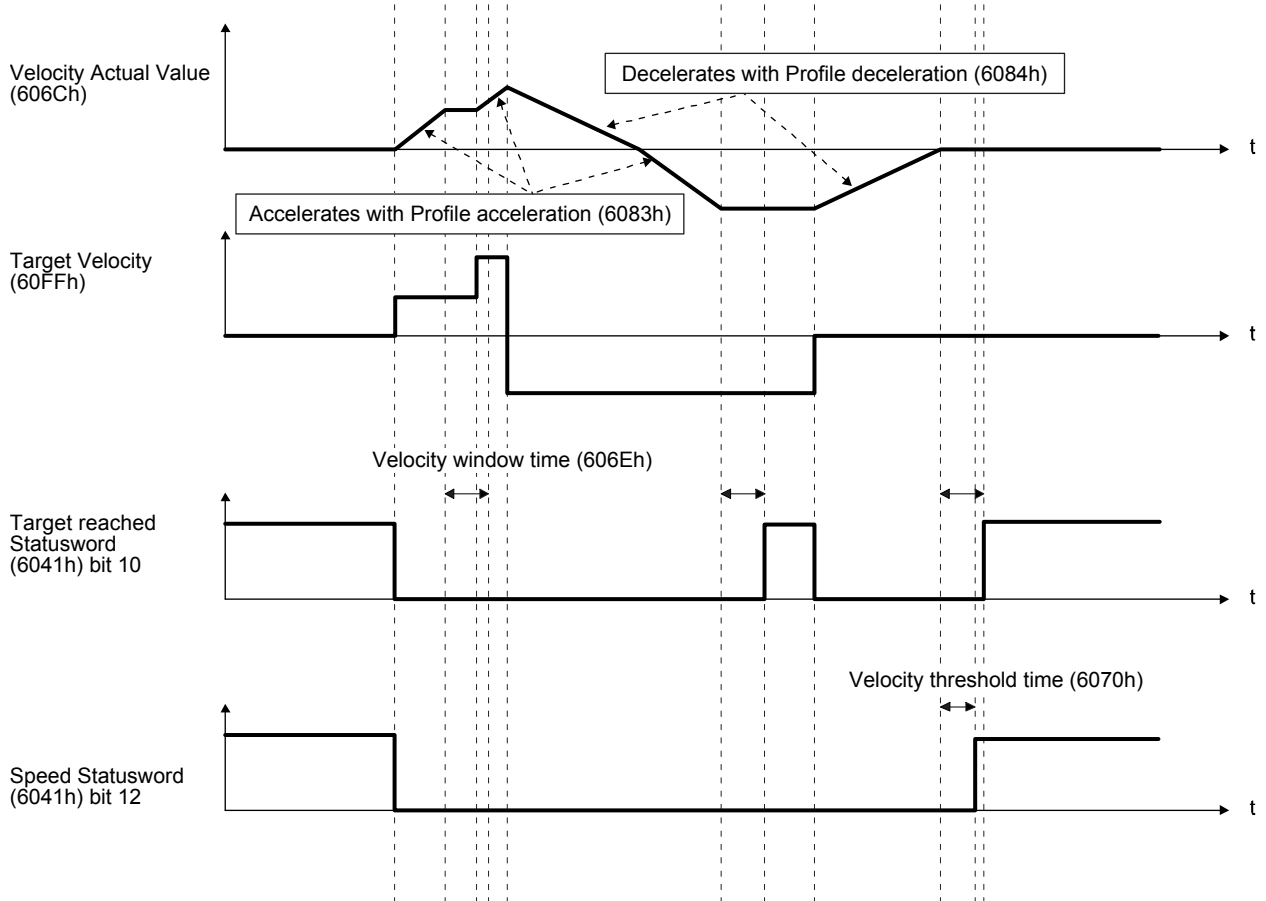 Velocity Actual Value
(606Ch)
Decelerates with Profile deceleration (6084h)
t
Accelerates with Profile acceleration (6083h)
Target Velocity
(60FFh)
t
Velocity window time (606Eh)
Target reached
Statusword
(6041h) bit 10
t
Velocity threshold time (6070h)
Speed Statusword
(6041h) bit 12
t